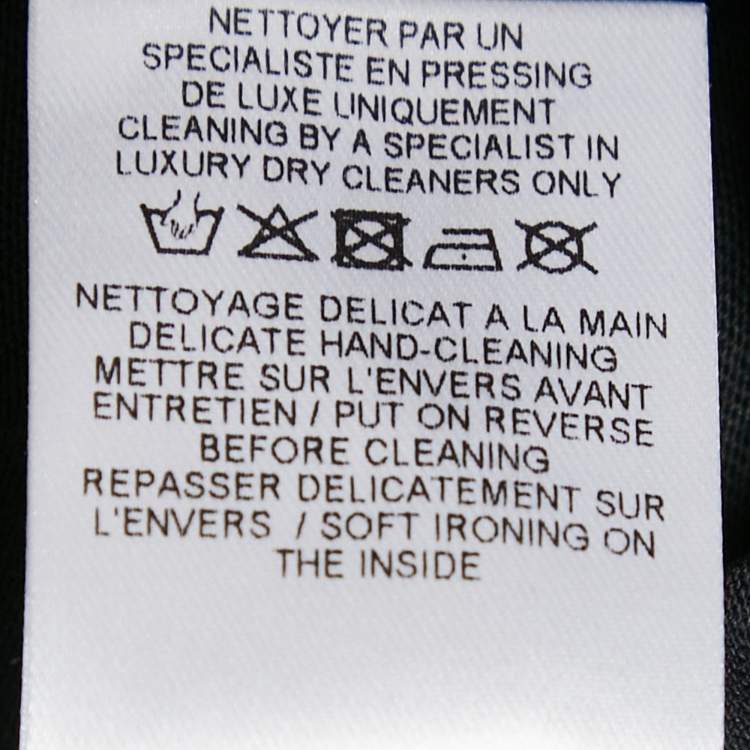 NETTOYER PAR UN
SPECIALISTE EN PRESSING
DE LUXE UNIQUEMENT
CLEANING BY A SPECIALIST IN
LUXURY DRY CLEANERS ONLY
NETTOYAGE DELICAT A LA MAIN
DELICATE HAND-CLEANING
METTRE SUR L'ENVERS AVANT
ENTRETIEN / PUT ON REVERSE
BEFORE CLEANING
REPASSER DELICATEMENT SUR
L'ENVERS / SOFT IRONING ON
THE INSIDE